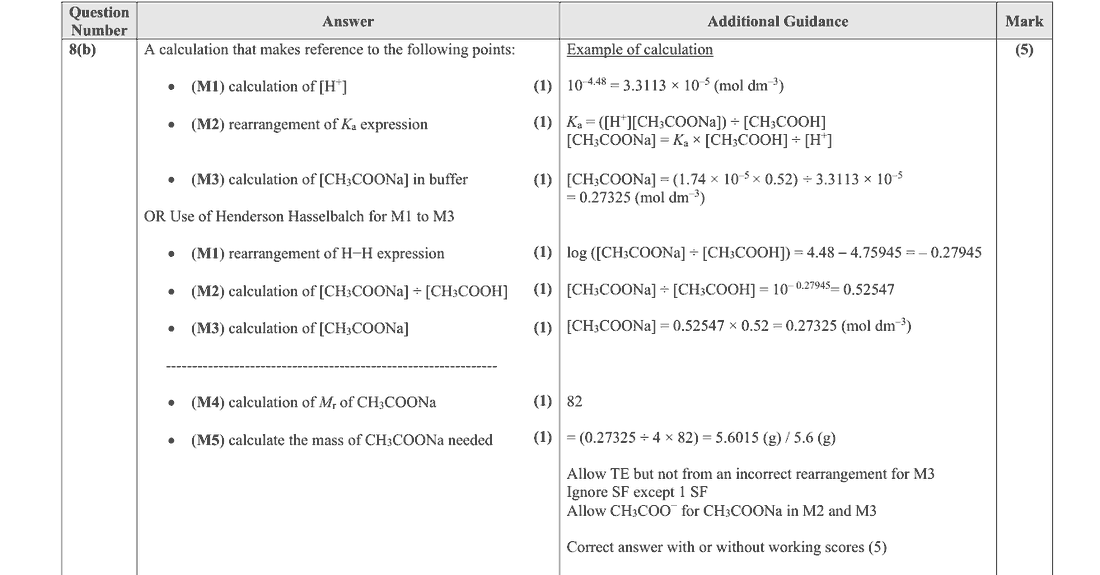 Question Number Answer Additional Guidance Mark
8(b) A calculation that makes reference to the following points: Example of calculation (5)
• (M1) calculation of [H⁺] (1) 10⁻⁴·⁴⁸ = 3.3113 × 10⁻⁵ (mol dm⁻³)
• (M2) rearrangement of Kₐ expression (1) Kₐ = ([H⁺][CH₃COONa]) ÷ [CH₃COOH]
[CH₃COONa] = Kₐ × [CH₃COOH] ÷ [H⁺]
• (M3) calculation of [CH₃COONa] in buffer (1) [CH₃COONa] = (1.74 × 10⁻⁵ × 0.52) ÷ 3.3113 × 10⁻⁵
= 0.27325 (mol dm⁻³)
OR Use of Henderson Hasselbalch for M1 to M3
• (M1) rearrangement of H−H expression (1) log ([CH₃COONa] ÷ [CH₃COOH]) = 4.48 – 4.75945 = – 0.27945
• (M2) calculation of [CH₃COONa] ÷ [CH₃COOH] (1) [CH₃COONa] ÷ [CH₃COOH] = 10⁻ ⁰·²⁷⁹⁴⁵= 0.52547
• (M3) calculation of [CH₃COONa] (1) [CH₃COONa] = 0.52547 × 0.52 = 0.27325 (mol dm⁻³)
----------------------------------------------------------------
• (M4) calculation of Mᵣ of CH₃COONa (1) 82
• (M5) calculate the mass of CH₃COONa needed (1) = (0.27325 ÷ 4 × 82) = 5.6015 (g) / 5.6 (g)
Allow TE but not from an incorrect rearrangement for M3
Ignore SF except 1 SF
Allow CH₃COO⁻ for CH₃COONa in M2 and M3
Correct answer with or without working scores (5)